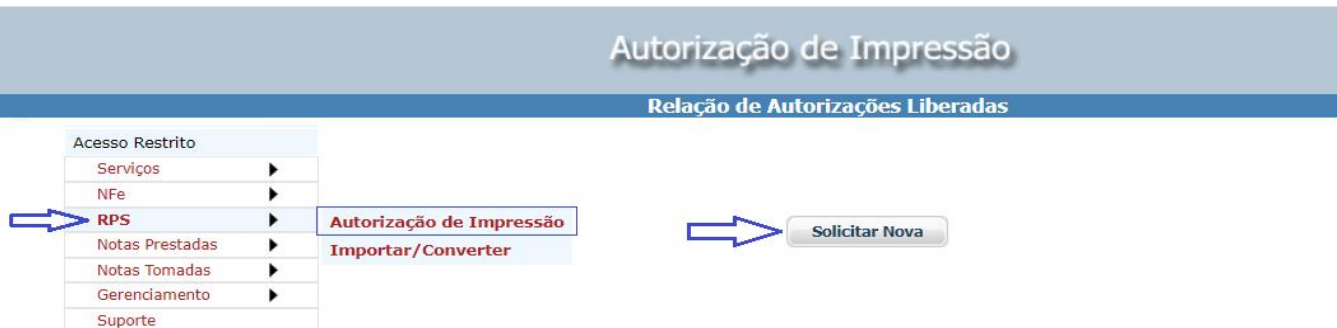 Autorização de Impressão
Relação de Autorizações Liberadas
Acesso Restrito
Serviços
NFe
RPS
Autorização de Impressão
Solicitar Nova
Notas Prestadas
Importar/Converter
Notas Tomadas
Gerenciamento
Suporte